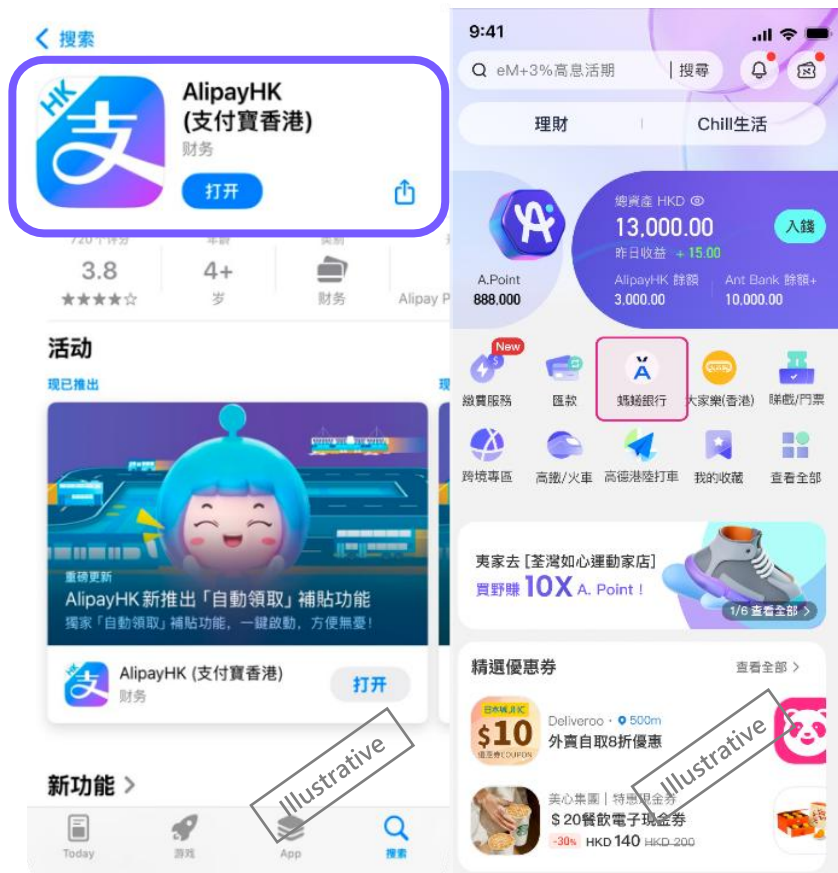 搜索
HK
支
AlipayHK
(支付寶香港)
财务
打开
3.8
4+
★★★★☆
岁
财务
Alipay P
活动
现已推出
现
重磅更新
AlipayHK新推出「自動領取」補貼功能
獨家「自動領取」補貼功能，一鍵啟動，方便無憂！
AlipayHK (支付寶香港)
财务
打开
新功能 >
Illustrative
Today
游戏
App
搜索
9:41
eM+3%高息活期
搜尋
理財
Chill生活
總資産 HKD
13,000.00
入錢
昨日收益 + 15.00
A.Point
888,000
AlipayHK 餘額
3,000.00
Ant Bank 餘額+
10,000.00
New
繳費服務
匯款
螞蟻銀行
大家樂(香港)
睇戲/門票
跨境專區
高鐵/火車
高德港陸打車
我的收藏
查看全部
夷家去 [荃灣如心運動家店]
買野賺 10X A. Point !
1/6 查看全部 >
精選優惠券
查看全部 >
$10
Deliveroo · 500m
外賣自取8折優惠
美心集團 | 特惠現金券
$20餐飲電子現金券
-30% HKD 140 HKD 200
Illustrative